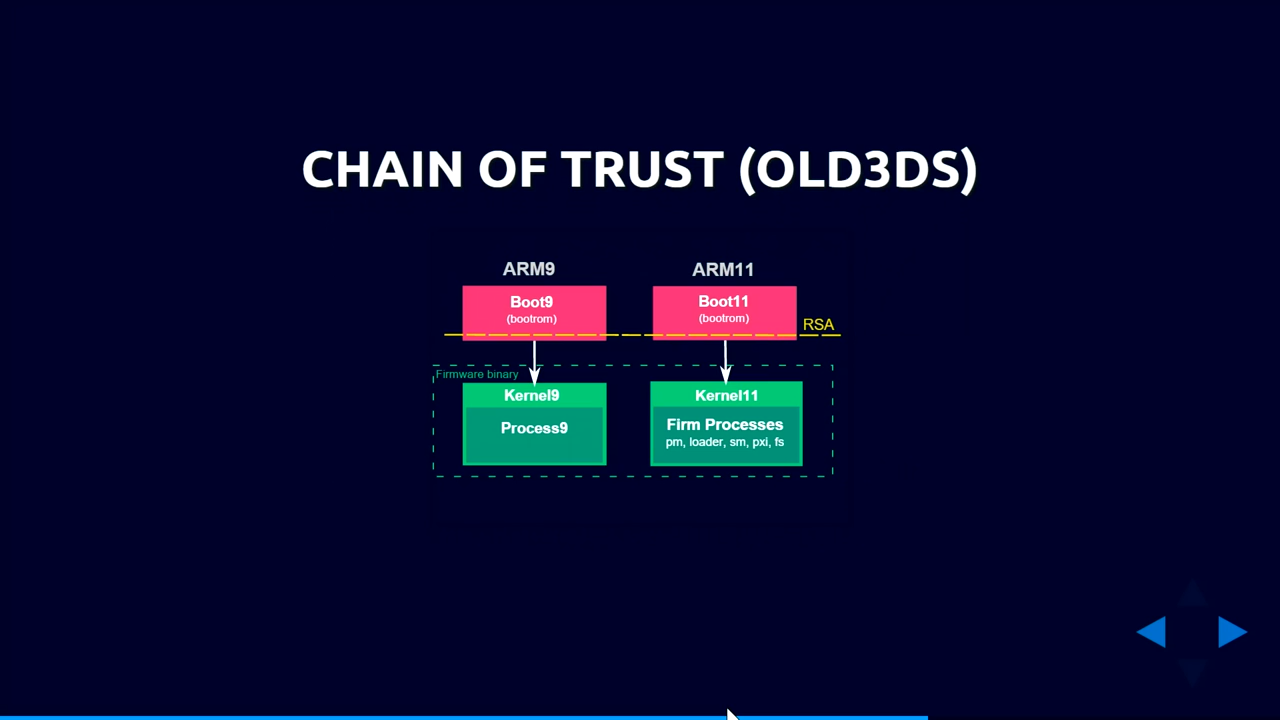 CHAIN OF TRUST (OLD3DS)
ARM9
ARM11
Boot9
(bootrom)
Boot11
(bootrom)
RSA
Firmware binary
Kernel9
Process9
Kernel11
Firm Processes
pm, loader, sm, pxi, fs